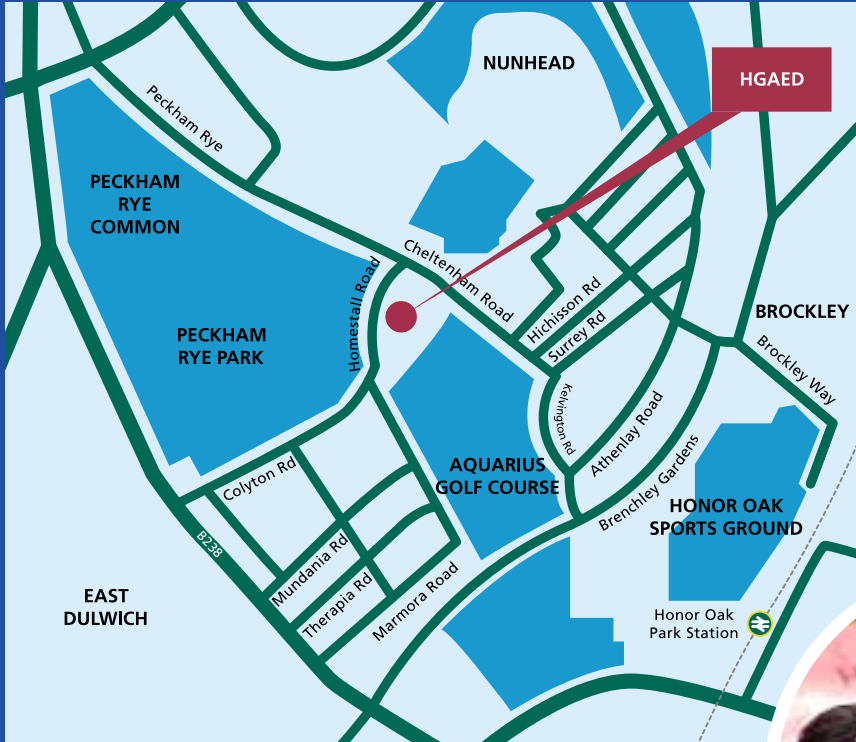 NUNHEAD
HGAED
Peckham Rye
PECKHAM
RYE
COMMON
Cheltenham Road
Homestall Road
PECKHAM
RYE PARK
Hichisson Rd
Surrey Rd
BROCKLEY
Brockley Way
Kelvington Rd
Athenlay Road
AQUARIUS
GOLF COURSE
Brenchley Gardens
Colyton Rd
HONOR OAK
SPORTS GROUND
B238
Mundania Rd
Therapia Rd
Marmora Road
EAST
DULWICH
Honor Oak
Park Station